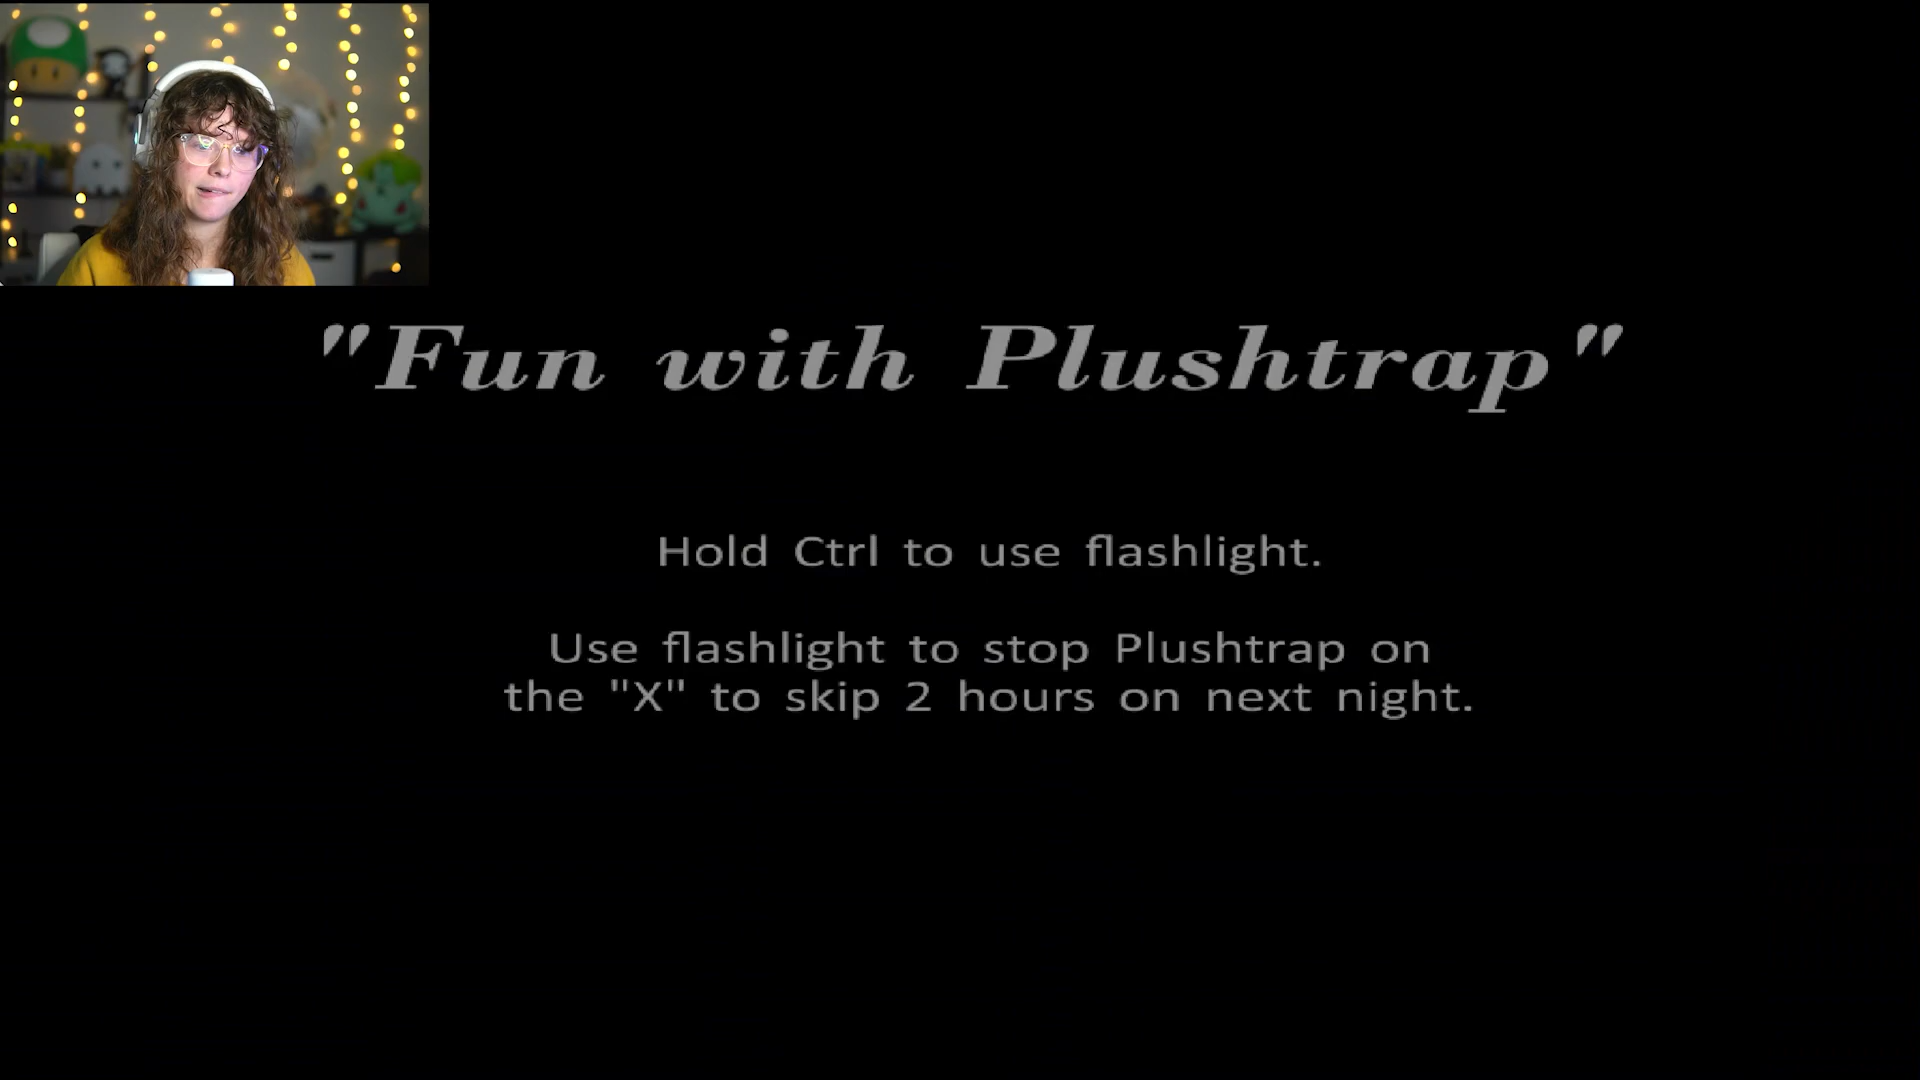 "Fun with Plushtrap"
Hold Ctrl to use flashlight.
Use flashlight to stop Plushtrap on
the "X" to skip 2 hours on next night.